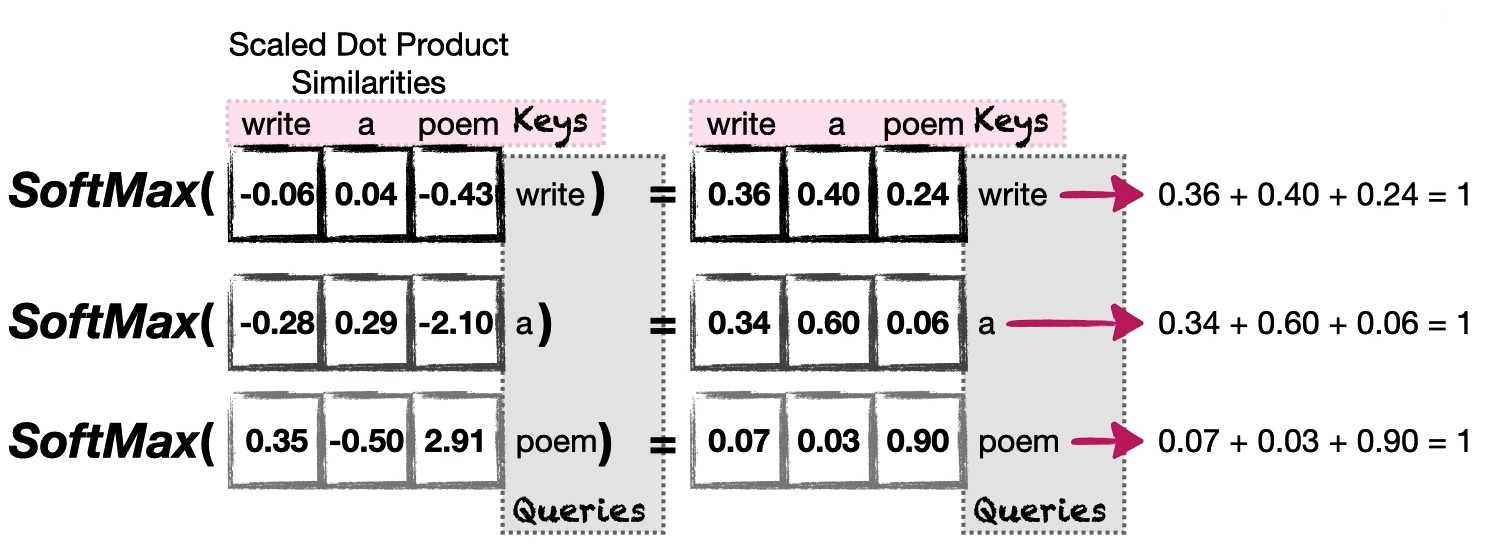 Scaled Dot Product
Similarities
write a poem Keys write a poem Keys
SoftMax( -0.06 0.04 -0.43 write ) = 0.36 0.40 0.24 write 0.36 + 0.40 + 0.24 = 1
SoftMax( -0.28 0.29 -2.10 a ) = 0.34 0.60 0.06 a 0.34 + 0.60 + 0.06 = 1
SoftMax( 0.35 -0.50 2.91 poem ) = 0.07 0.03 0.90 poem 0.07 + 0.03 + 0.90 = 1
Queries Queries